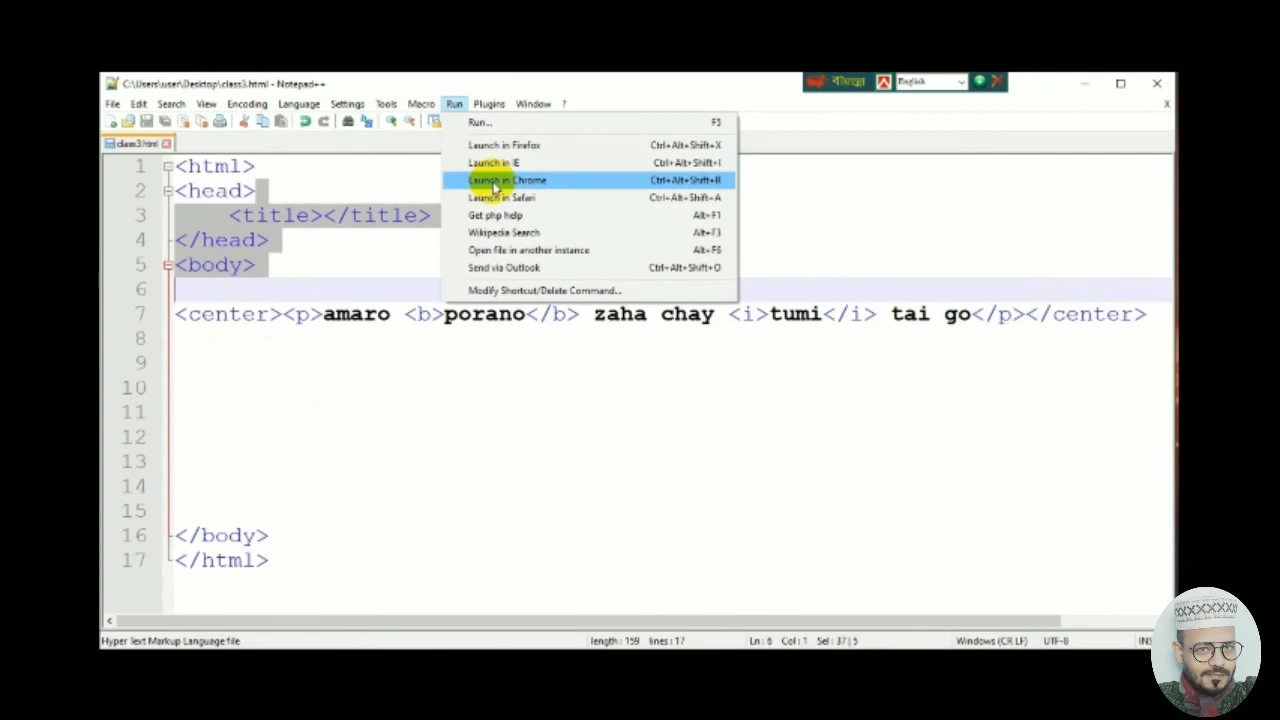 C:\Users\user\Desktop\class3.html - Notepad++
English
File Edit Search View Encoding Language Settings Tools Macro Run Plugins Window ?
X
class3.html
Run... F5
Launch in Firefox Ctrl+Alt+Shift+X
Launch in IE Ctrl+Alt+Shift+I
Launch in Chrome Ctrl+Alt+Shift+R
Launch in Safari Ctrl+Alt+Shift+A
Get php help Alt+F1
Wikipedia Search Alt+F3
Open file in another instance Alt+F6
Send via Outlook Ctrl+Alt+Shift+O
Modify Shortcut/Delete Command...
1 <html>
2 <head>
3 <title></title>
4 </head>
5 <body>
6
7 <center><p>amaro <b>porano</b> zaha chay <i>tumi</i> tai go</p></center>
8
9
10
11
12
13
14
15
16 </body>
17 </html>
Hyper Text Markup Language file length : 159 lines : 17 Ln : 6 Col : 1 Sel : 37 | 5 Windows (CR LF) UTF-8 INS